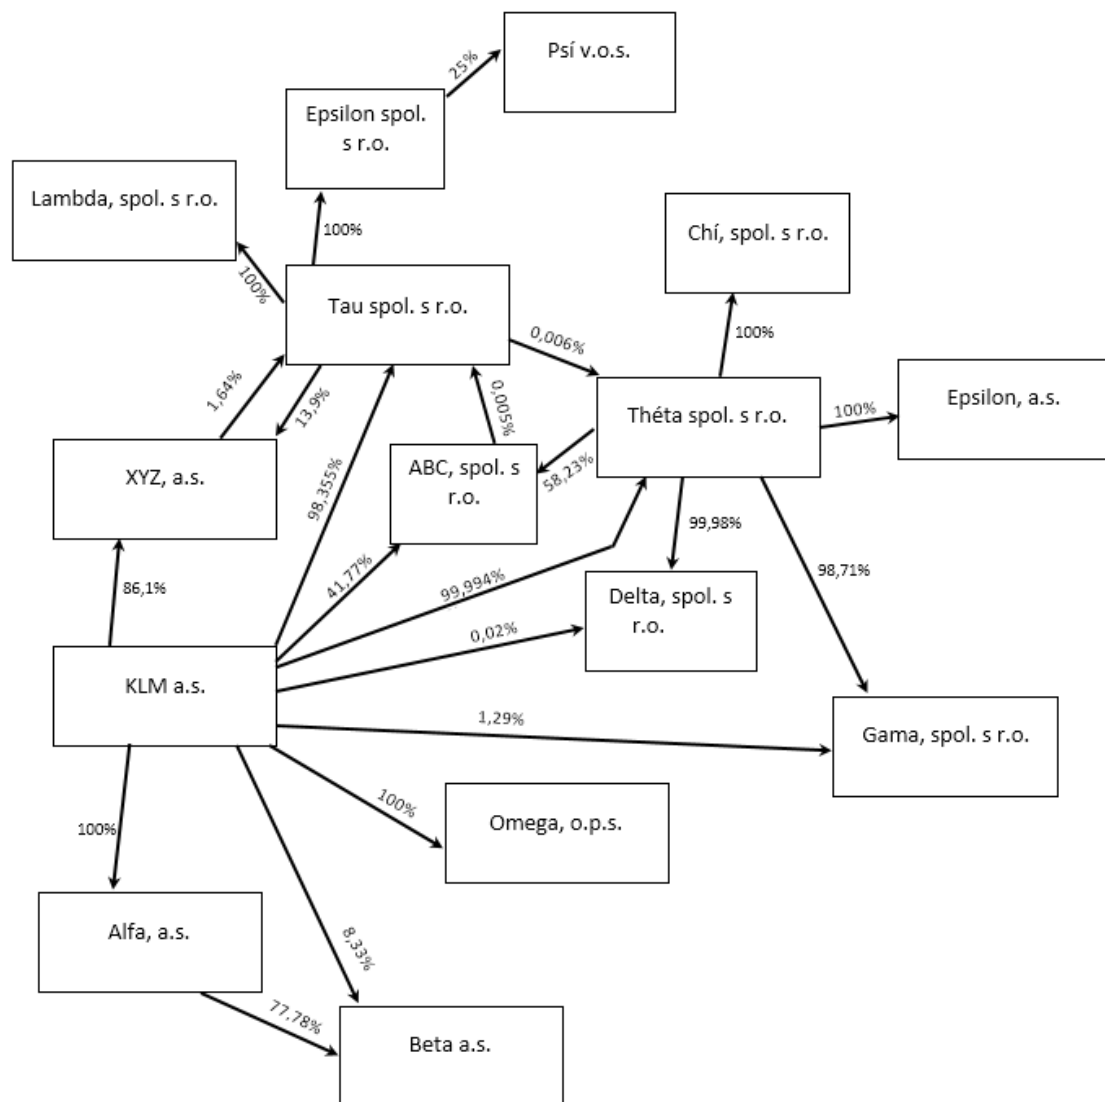 Psí v.o.s.
25%
Epsilon spol.
s r.o.
Lambda, spol. s r.o.
100%
Chí, spol. s r.o.
100%
Tau spol. s r.o.
0,006%
100%
Epsilon, a.s.
1,64%
13,9%
0,005%
Théta spol. s r.o.
100%
XYZ, a.s.
98,355%
ABC, spol. s
r.o.
58,23%
99,98%
98,71%
86,1%
41,77%
99,994%
Delta, spol. s
r.o.
0,02%
KLM a.s.
1,29%
Gama, spol. s r.o.
100%
100%
Omega, o.p.s.
Alfa, a.s.
8,33%
77.78%
Beta a.s.